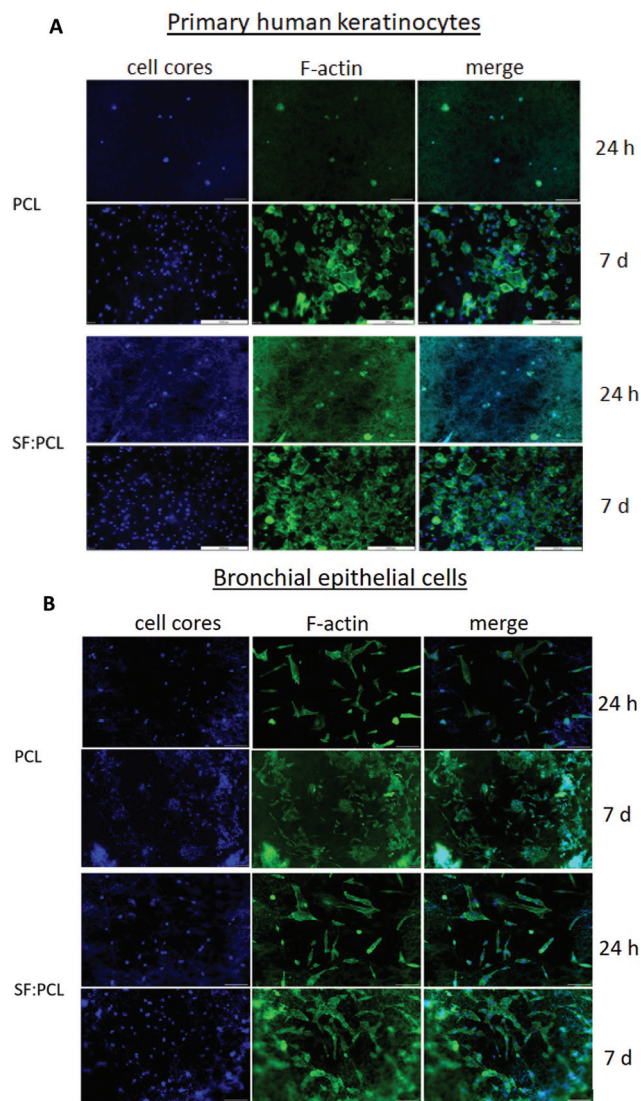 A
Primary human keratinocytes
cell cores F-actin merge
24 h
PCL
7 d
24 h
SF:PCL
7 d
Bronchial epithelial cells
B
cell cores F-actin merge
24 h
PCL
7 d
24 h
SF:PCL
7 d